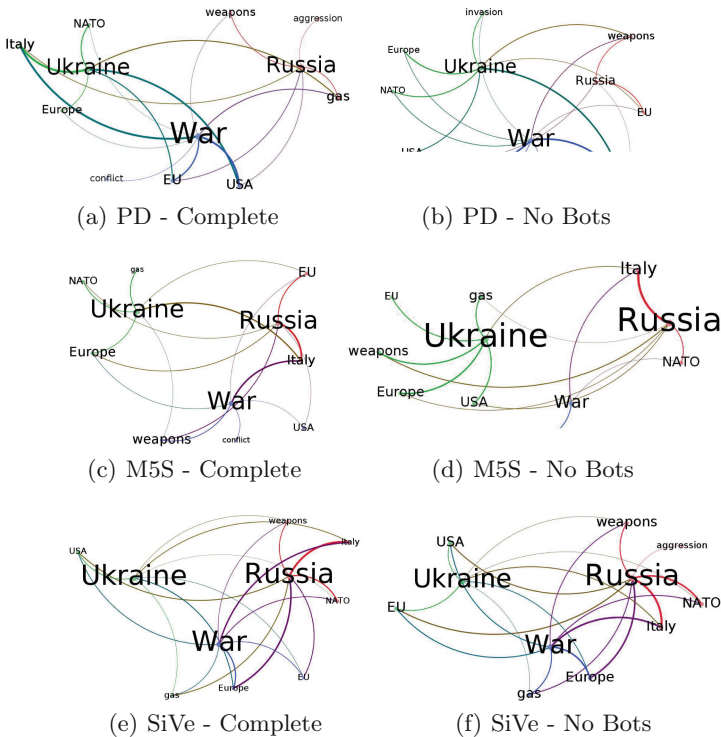 NATO
weapons
aggression
Italy
Ukraine
Russia
gas
Europe
War
conflict
EU
USA
(a) PD - Complete
invasion
weapons
Europe
Ukraine
Russia
NATO
EU
War
USA
(b) PD - No Bots
gas
EU
NATO
Ukraine
Russia
Europe
Italy
War
weapons
conflict
USA
(c) M5S - Complete
Italy
EU
gas
Ukraine
Russia
weapons
NATO
Europe
USA
War
(d) M5S - No Bots
weapons
Italy
USA
Ukraine
Russia
NATO
War
EU
gas
Europe
(e) SiVe - Complete
weapons
USA
aggression
Ukraine
Russia
EU
NATO
Italy
War
Europe
gas
(f) SiVe - No Bots